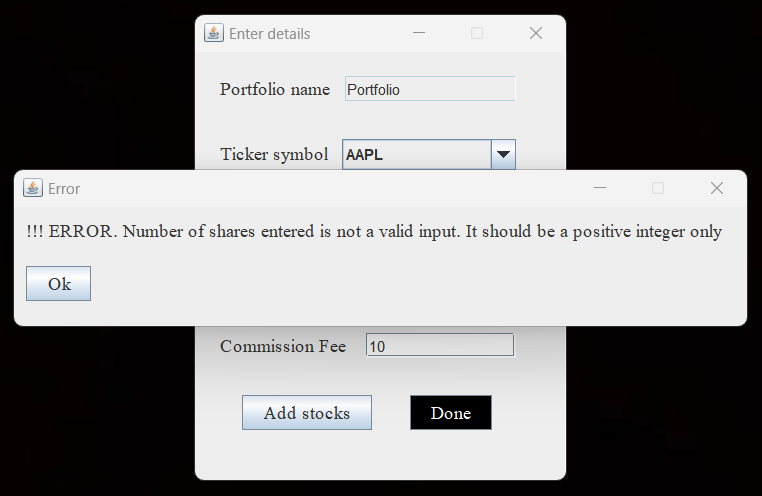 Enter details
Portfolio name Portfolio
Ticker symbol AAPL
Error
!!! ERROR. Number of shares entered is not a valid input. It should be a positive integer only
Ok
Commission Fee 10
Add stocks Done